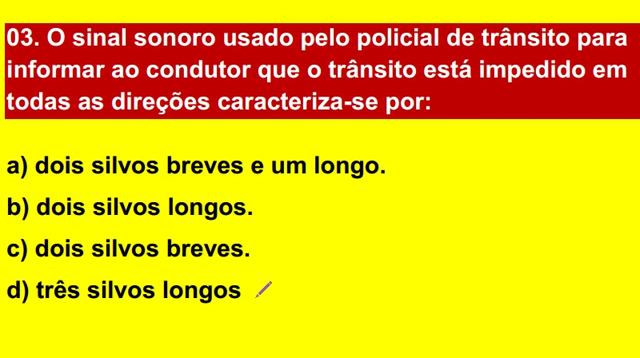 03. O sinal sonoro usado pelo policial de trânsito para
informar ao condutor que o trânsito está impedido em
todas as direções caracteriza-se por:
a) dois silvos breves e um longo.
b) dois silvos longos.
c) dois silvos breves.
d) três silvos longos